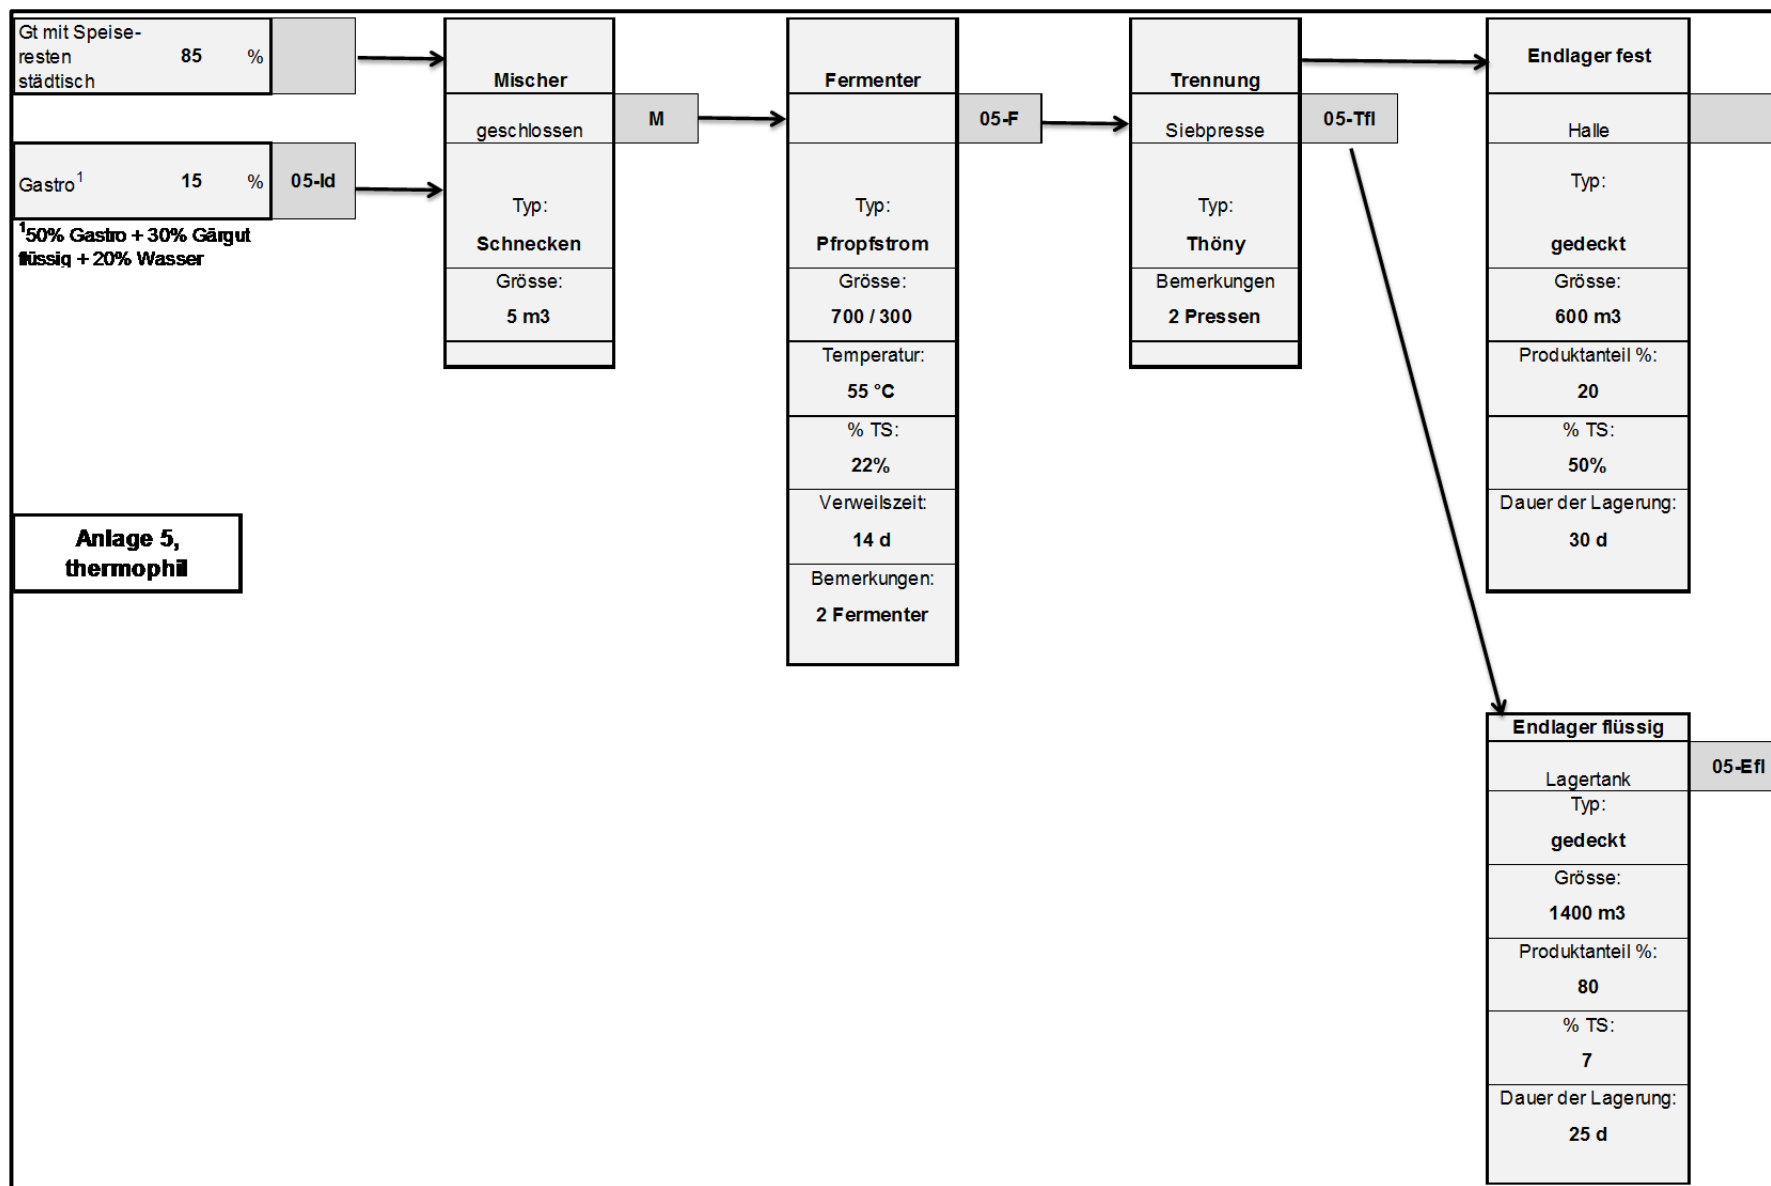 Gt mit Speise-
resten
städtisch
85 %
Gastro¹ 15 % 05-Id
¹50% Gastro + 30% Gärgut
flüssig + 20% Wasser
Anlage 5,
thermophil
Mischer
geschlossen
M
Typ:
Schnecken
Grösse:
5 m3
Fermenter
05-F
Typ:
Pfropfstrom
Grösse:
700 / 300
Temperatur:
55 °C
% TS:
22%
Verweilszeit:
14 d
Bemerkungen:
2 Fermenter
Trennung
Siebpresse
05-Tfl
Typ:
Thöny
Bemerkungen
2 Pressen
Endlager fest
Halle
Typ:
gedeckt
Grösse:
600 m3
Produktanteil %:
20
% TS:
50%
Dauer der Lagerung:
30 d
Endlager flüssig
Lagertank
05-Efl
Typ:
gedeckt
Grösse:
1400 m3
Produktanteil %:
80
% TS:
7
Dauer der Lagerung:
25 d